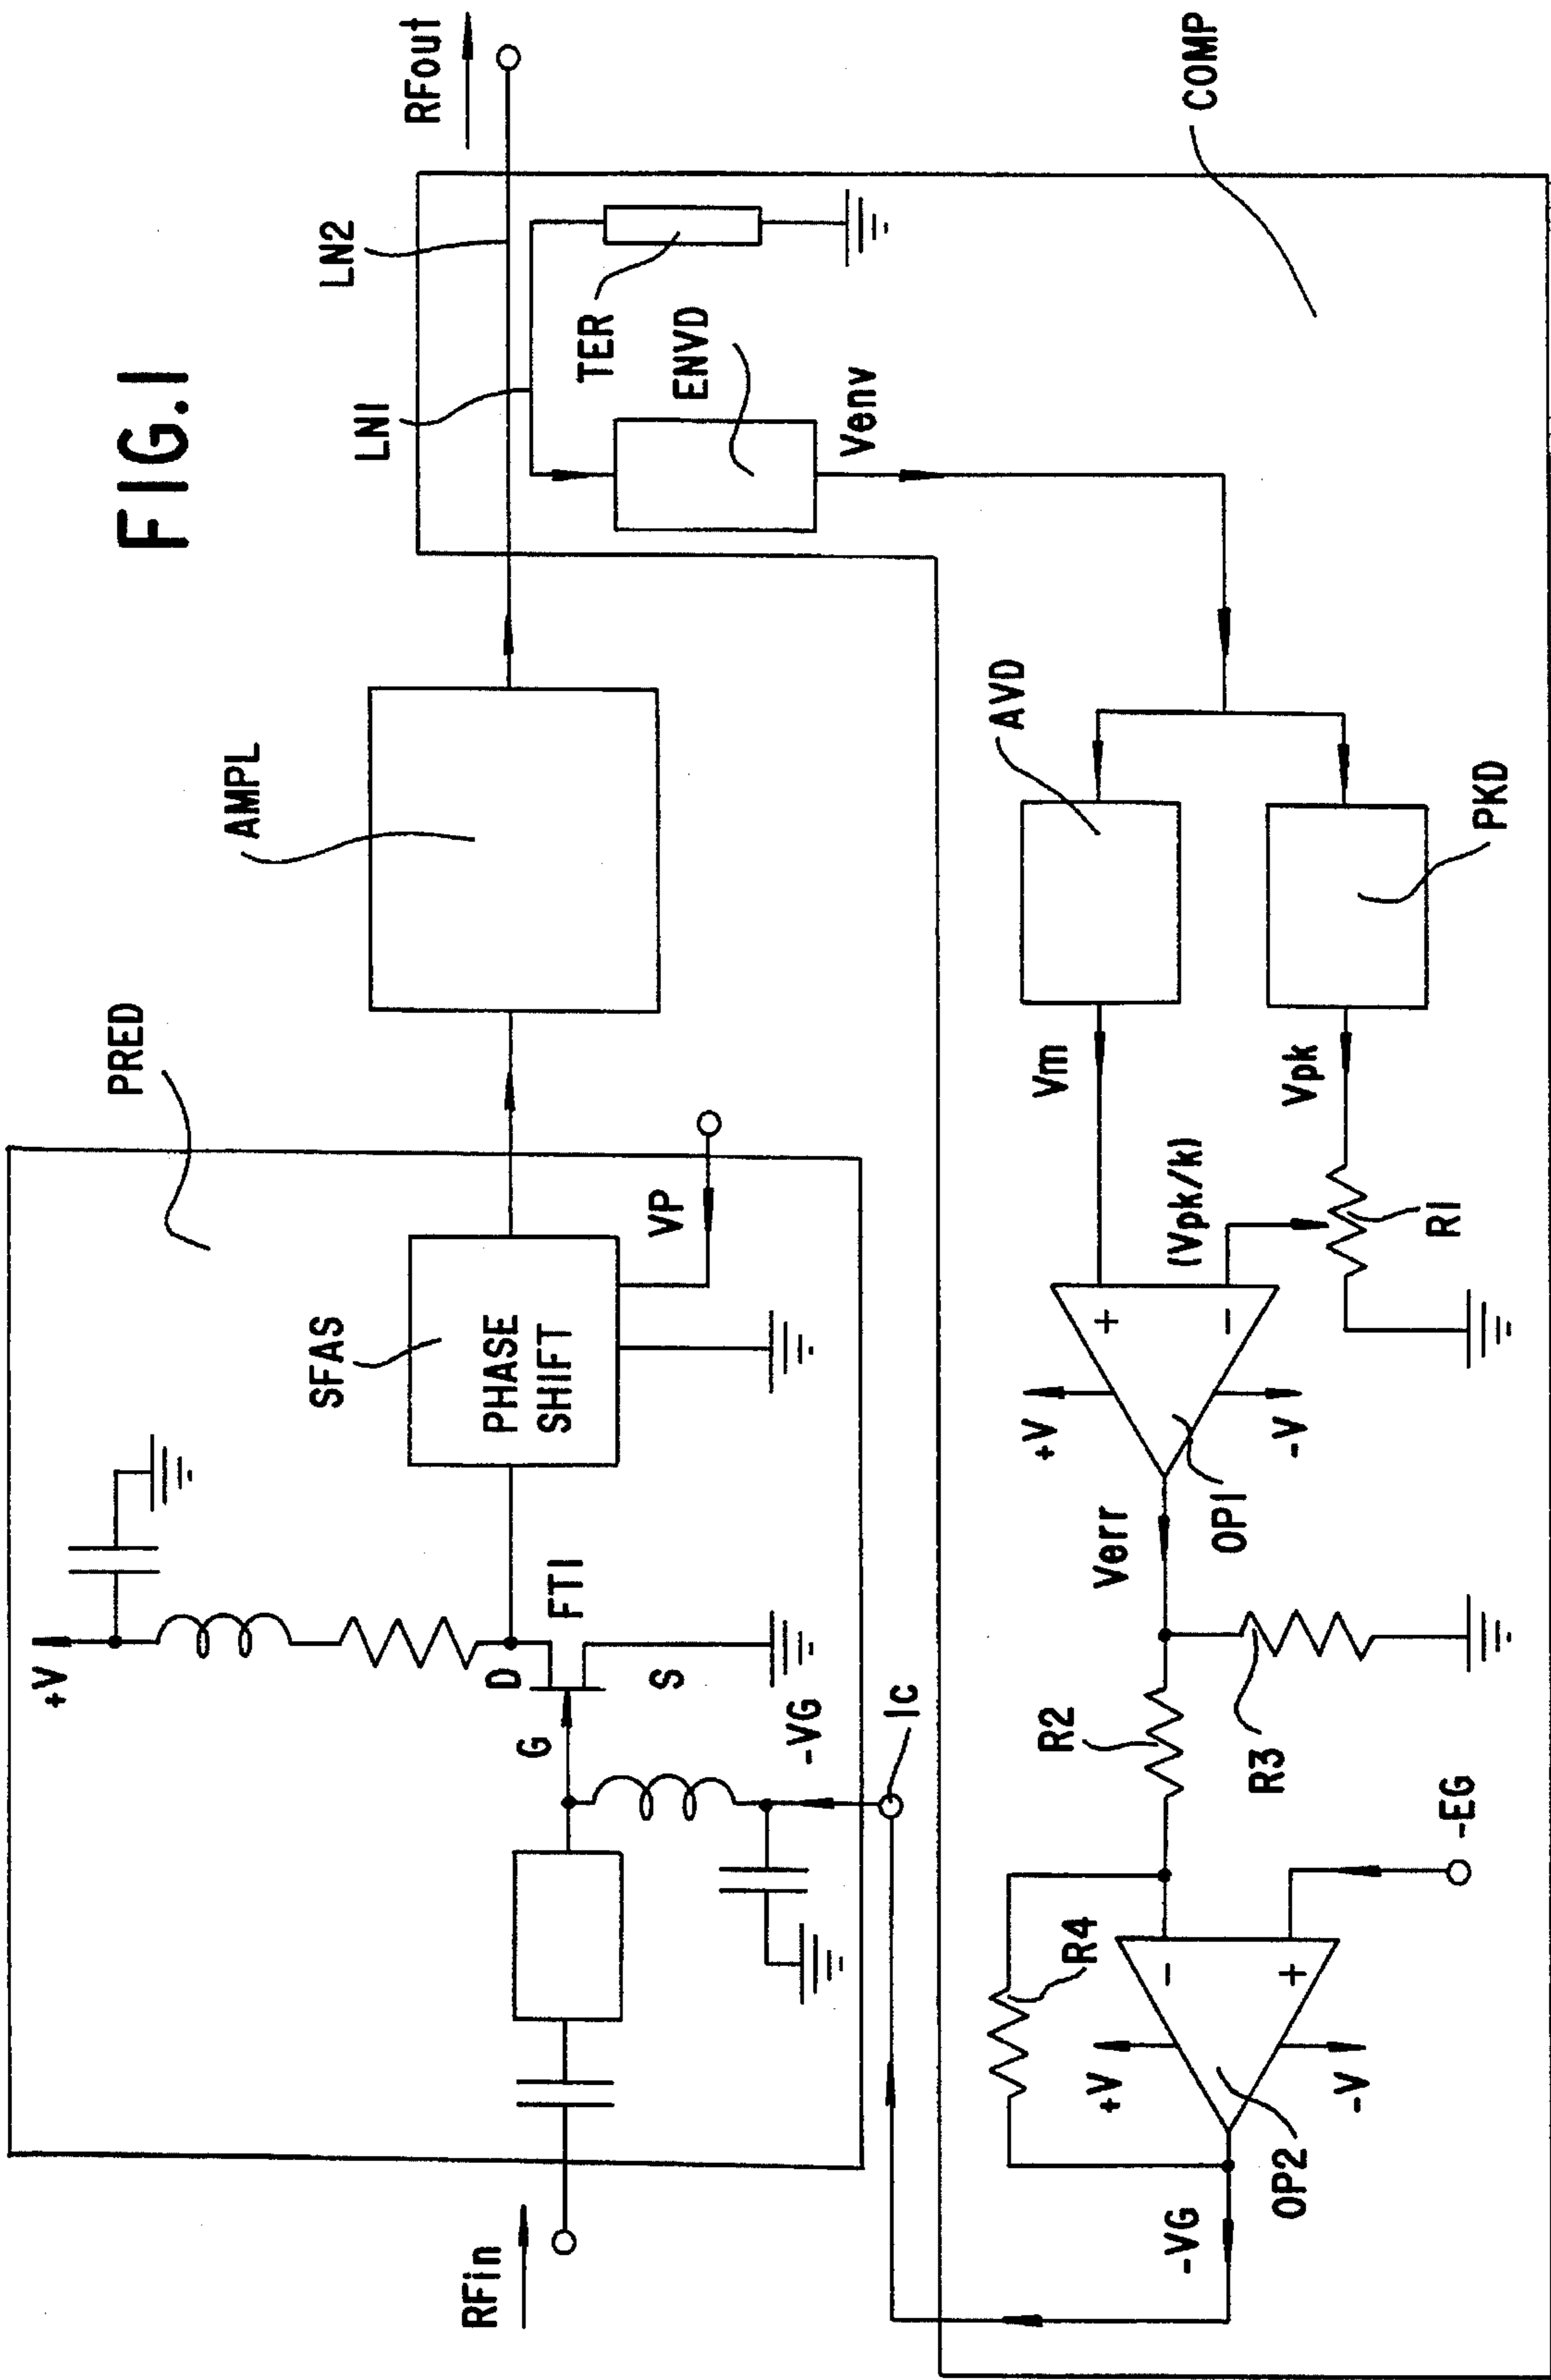 FIG.1
RFout
LN2
LN1
TER
ENVD
Venv
COMP
AMPL
PRED
SFAS
PHASE
SHIFT
VP
+V
D
FT1
G
S
-VG
1c
RFin
AVD
PKD
Vm
Vpk
(Vpk/k)
R1
+
-
+V
-V
OP1
Verr
R2
R3
R4
-EG
-
+
+V
-V
OP2
-VG